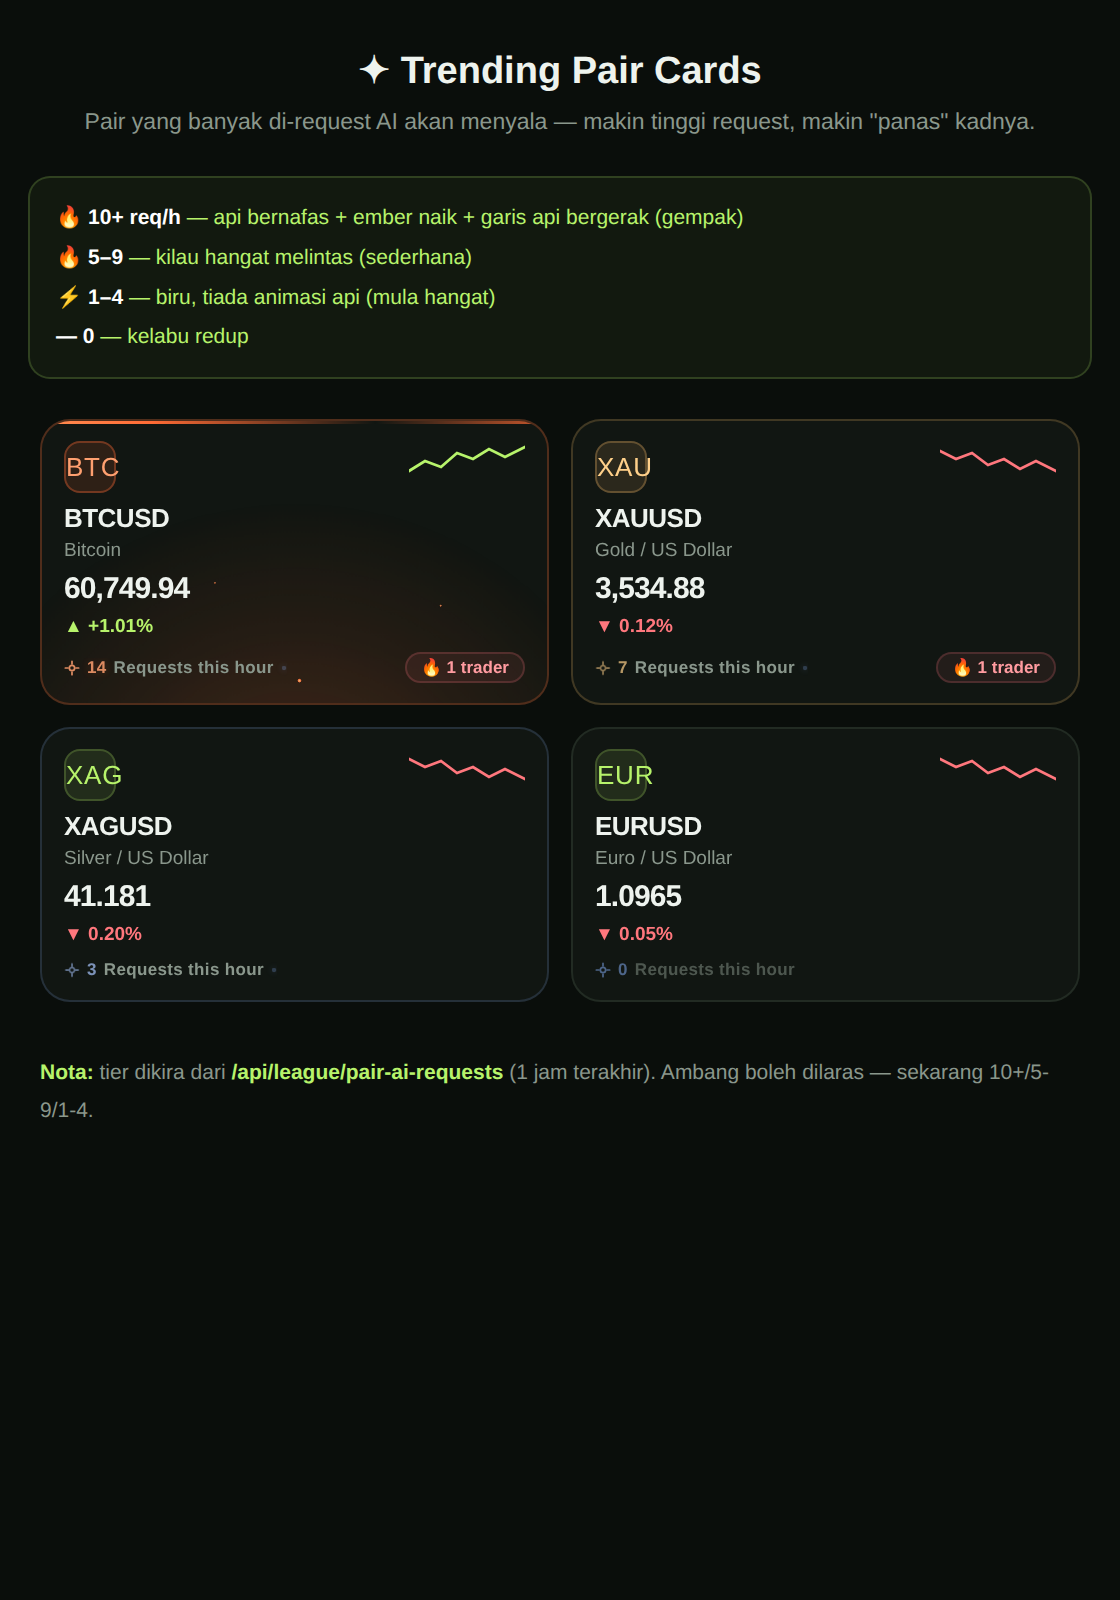 ✦ Trending Pair Cards
Pair yang banyak di-request AI akan menyala — makin tinggi request, makin "panas" kadnya.
🔥 10+ req/h — api bernafas + ember naik + garis api bergerak (gempak)
🔥 5–9 — kilau hangat melintas (sederhana)
⚡ 1–4 — biru, tiada animasi api (mula hangat)
— 0 — kelabu redup
BTC
BTCUSD
Bitcoin
60,749.94
▲ +1.01%
14 Requests this hour
🔥 1 trader
XAU
XAUUSD
Gold / US Dollar
3,534.88
▼ 0.12%
7 Requests this hour
🔥 1 trader
XAG
XAGUSD
Silver / US Dollar
41.181
▼ 0.20%
3 Requests this hour
EUR
EURUSD
Euro / US Dollar
1.0965
▼ 0.05%
0 Requests this hour
Nota: tier dikira dari /api/league/pair-ai-requests (1 jam terakhir). Ambang boleh dilaras — sekarang 10+/5-
9/1-4.